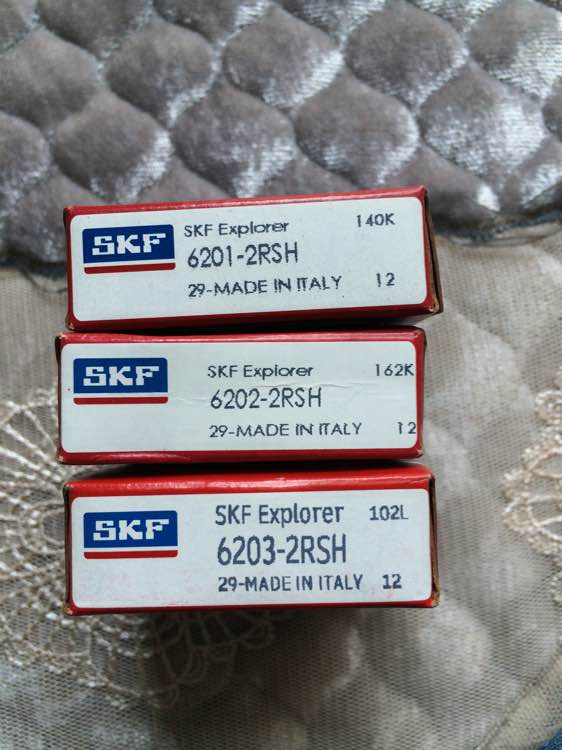 SKF
SKF Explorer 140K
6201-2RSH
29-MADE IN ITALY 12
SKF
SKF Explorer 162K
6202-2RSH
29-MADE IN ITALY 12
SKF
SKF Explorer 102L
6203-2RSH
29-MADE IN ITALY 12